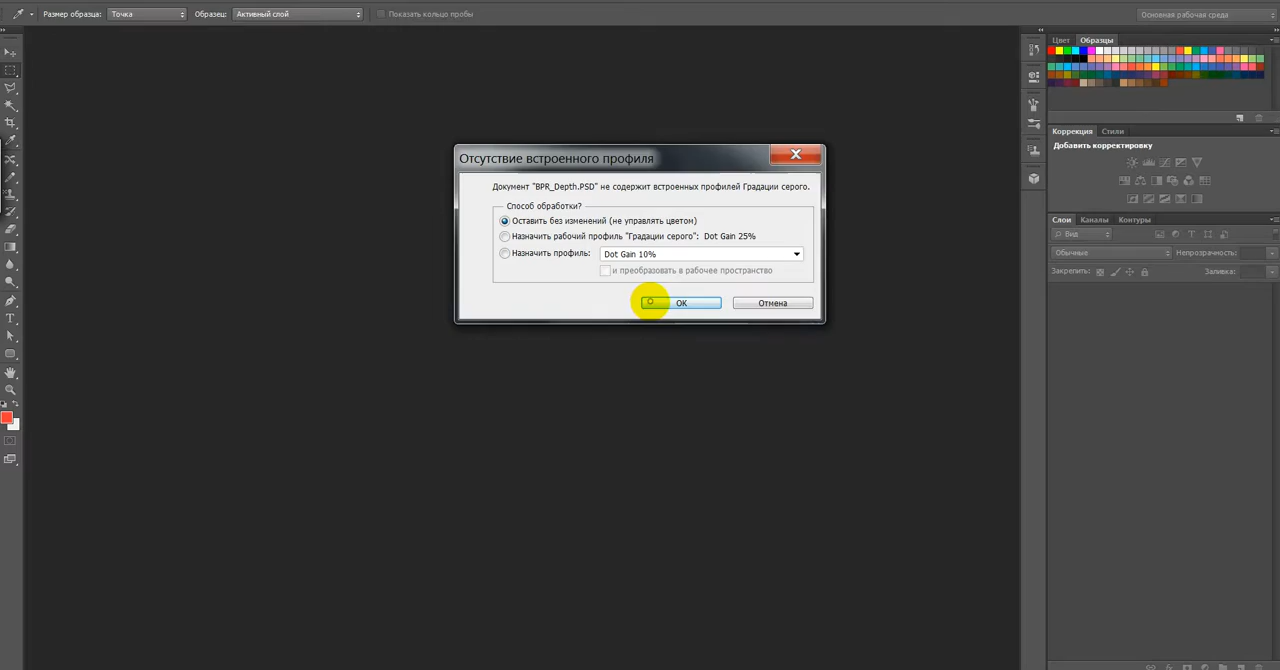 Размер образца: Точка Образец: Активный слой Показать кольцо пробы Основная рабочая среда
Цвет Образцы
Коррекция Стили
Добавить корректировку
Слои Каналы Контуры
Вид
Обычные Непрозрачность:
Закрепить: Заливка:
Отсутствие встроенного профиля
Документ "BPR_Depth.PSD" не содержит встроенных профилей Градации серого.
Способ обработки?
Оставить без изменений (не управлять цветом)
Назначить рабочий профиль "Градации серого": Dot Gain 25%
Назначить профиль: Dot Gain 10%
и преобразовать в рабочее пространство
OK Отмена